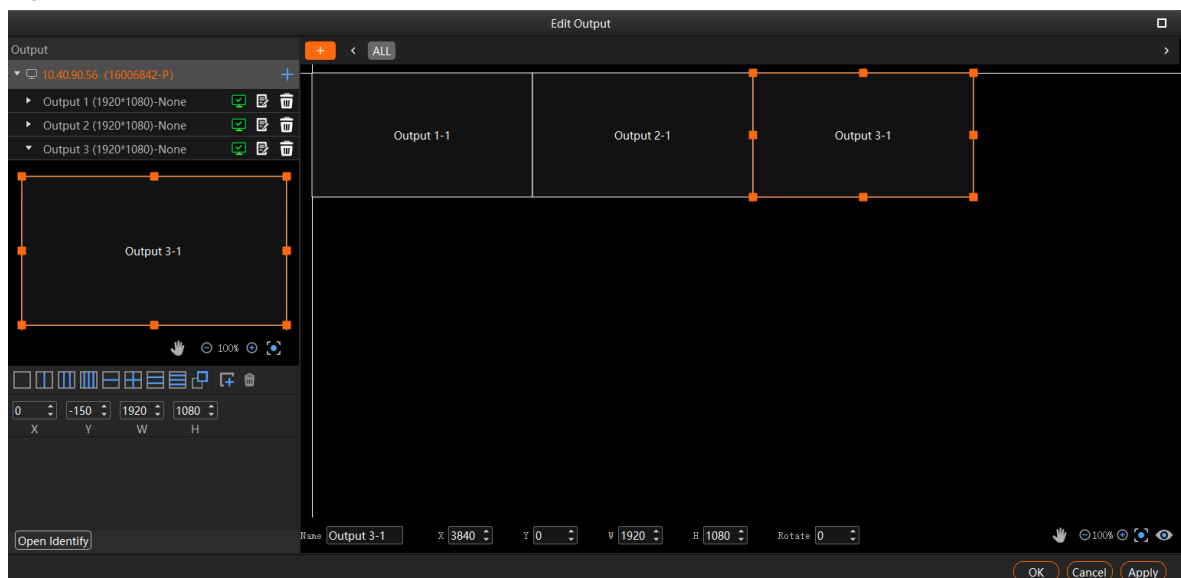 Edit Output
Output
ALL
10.40.90.56 (16006842-P)
Output 1 (1920*1080)-None
Output 2 (1920*1080)-None
Output 3 (1920*1080)-None
Output 1-1
Output 2-1
Output 3-1
Output 3-1
100%
0 -150 1920 1080
X Y W H
Open Identify
Name Output 3-1 X 3840 Y 0 W 1920 H 1080 Rotate 0 100%
OK Cancel Apply